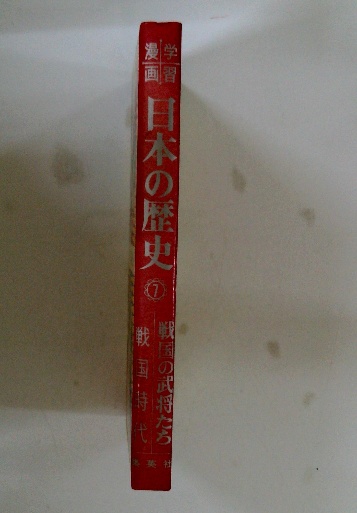 学習
漫画
日本の歴史
7
戦国の武将たち
戦国時代
集英社